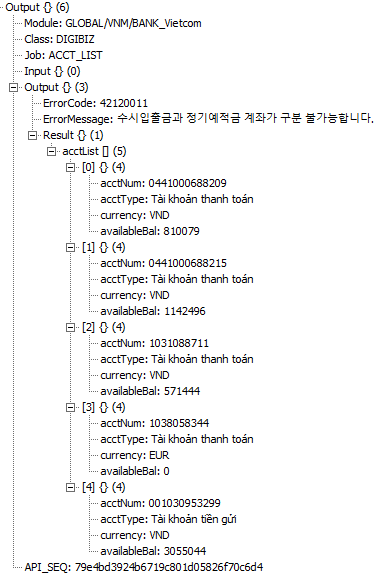 Output {} (6)
Module: GLOBAL/VNM/BANK_Vietcom
Class: DIGIBIZ
Job: ACCT_LIST
Input {} (0)
Output {} (3)
ErrorCode: 42120011
ErrorMessage: 수시입출금과 정기예적금 계좌가 구분 불가능합니다.
Result {} (1)
acctList [] (5)
[0] {} (4)
acctNum: 0441000688209
acctType: Tài khoản thanh toán
currency: VND
availableBal: 810079
[1] {} (4)
acctNum: 0441000688215
acctType: Tài khoản thanh toán
currency: VND
availableBal: 1142496
[2] {} (4)
acctNum: 1031088711
acctType: Tài khoản thanh toán
currency: VND
availableBal: 571444
[3] {} (4)
acctNum: 1038058344
acctType: Tài khoản thanh toán
currency: EUR
availableBal: 0
[4] {} (4)
acctNum: 001030953299
acctType: Tài khoản tiền gửi
currency: VND
availableBal: 3055044
API_SEQ: 79e4bd3924b6719c801d05826f70c6d4